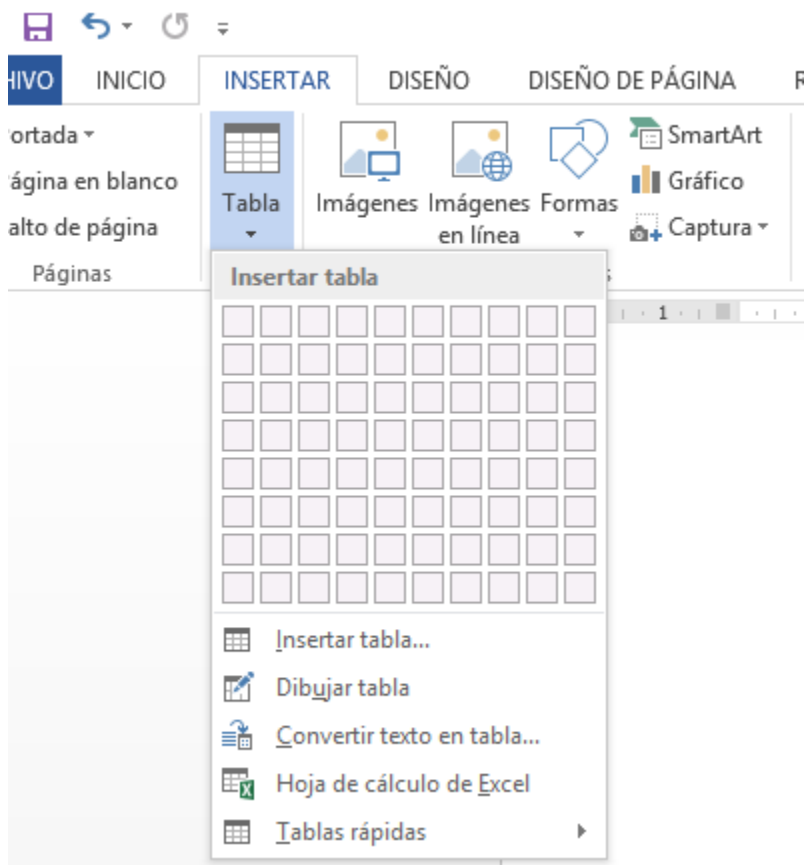 HIVO INICIO INSERTAR DISEÑO DISEÑO DE PÁGINA R
ortada
ágina en blanco
alto de página
Páginas
Tabla
Imágenes
Imágenes
en línea
Formas
SmartArt
Gráfico
Captura
s
1
Insertar tabla
Insertar tabla...
Dibujar tabla
Convertir texto en tabla...
Hoja de cálculo de Excel
Tablas rápidas